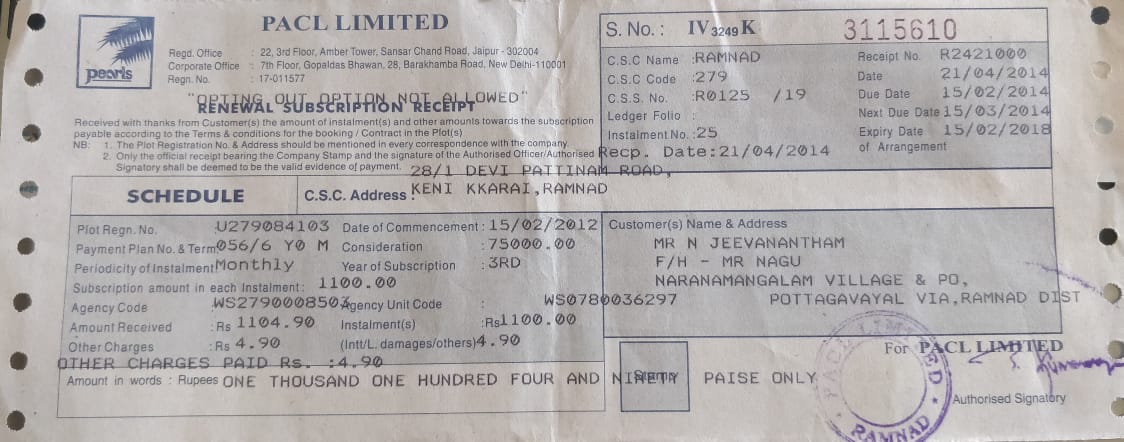 pearls
PACL LIMITED
Regd. Office : 22, 3rd Floor, Amber Tower, Sansar Chand Road, Jaipur - 302004
Corporate Office : 7th Floor, Gopaldas Bhawan, 28, Barakhamba Road, New Delhi-110001
Regn. No. : 17-011577
"OPTING OUT OPTION NOT ALLOWED"
RENEWAL SUBSCRIPTION RECEIPT
Received with thanks from Customer(s) the amount of instalment(s) and other amounts towards the subscription
payable according to the Terms & conditions for the booking / Contract in the Plot(s)
NB: 1. The Plot Registration No. & Address should be mentioned in every correspondence with the company.
2. Only the official receipt bearing the Company Stamp and the signature of the Authorised Officer/Authorised
Signatory shall be deemed to be the valid evidence of payment.
S. No.: IV 3249 K 3115610
C.S.C Name :RAMNAD Receipt No. R2421000
C.S.C Code :279 Date 21/04/2014
C.S.S. No. :R0125 /19 Due Date 15/02/2014
Ledger Folio : Next Due Date 15/03/2014
Instalment No. :25 Expiry Date 15/02/2018
of Arrangement
Recp. Date:21/04/2014
SCHEDULE
C.S.C. Address : 28/1 DEVI PATTINAM ROAD,
KENI KKARAI,RAMNAD
Plot Regn. No. :U279084103 Date of Commencement : 15/02/2012
Payment Plan No. & Term 056/6 Y0 M Consideration :75000.00
Periodicity of Instalment Monthly Year of Subscription :3RD
Subscription amount in each Instalment: 1100.00
Agency Code :WS2790008503 Agency Unit Code : WS0780036297
Amount Received :Rs 1104.90 Instalment(s) :Rs 1100.00
Other Charges :Rs 4.90 (Intt/L. damages/others) 4.90
OTHER CHARGES PAID Rs. :4.90
Amount in words : Rupees ONE THOUSAND ONE HUNDRED FOUR AND NINETY PAISE ONLY
Customer(s) Name & Address
MR N JEEVANANTHAM
F/H - MR NAGU
NARANAMANGALAM VILLAGE & PO,
POTTAGAVAYAL VIA,RAMNAD DIST
For PACL LIMITED
PACL LIMITED
RAMNAD
Authorised Signatory